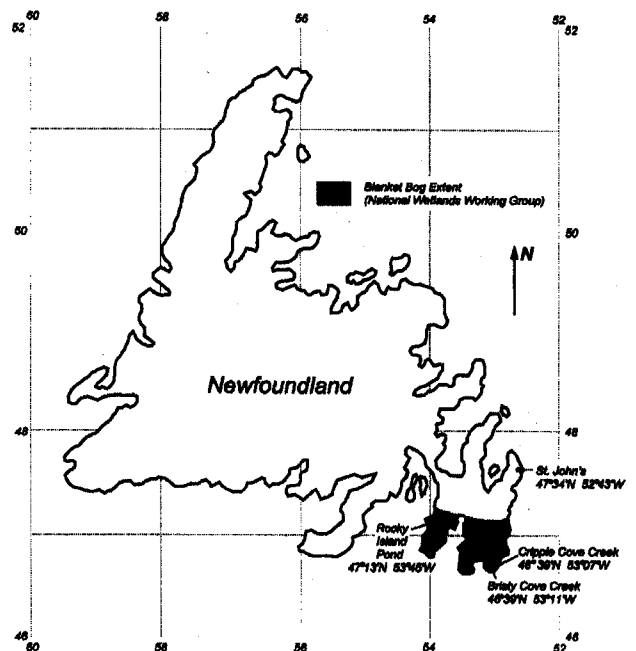 60 58 56 54 52
52 52
Blanket Bog Extent
(National Wetlands Working Group)
50 50
N
Newfoundland
48 48
St. John's
47°34'N 52°43'W
Rocky
Island
Pond
47°13'N 53°46'W
Cripple Cove Creek
46°39'N 53°07'W
Bristy Cove Creek
46°39'N 53°11'W
46 46
60 58 56 54 52